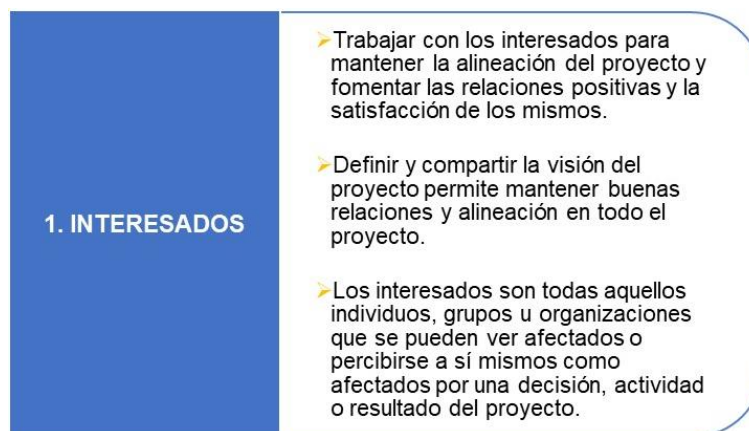 1. INTERESADOS
➢Trabajar con los interesados para
mantener la alineación del proyecto y
fomentar las relaciones positivas y la
satisfacción de los mismos.
➢Definir y compartir la visión del
proyecto permite mantener buenas
relaciones y alineación en todo el
proyecto.
➢Los interesados son todas aquellos
individuos, grupos u organizaciones
que se pueden ver afectados o
percibirse a sí mismos como
afectados por una decisión, actividad
o resultado del proyecto.